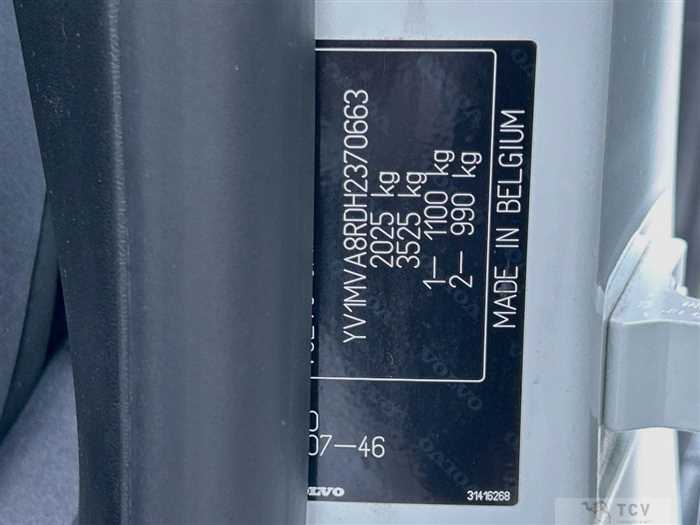 YV1MVA8RDH2370663
2025 kg
3525 kg
1– 1100 kg
2– 990 kg
MADE IN BELGIUM
07–46
VOLVO
31416268
TCV